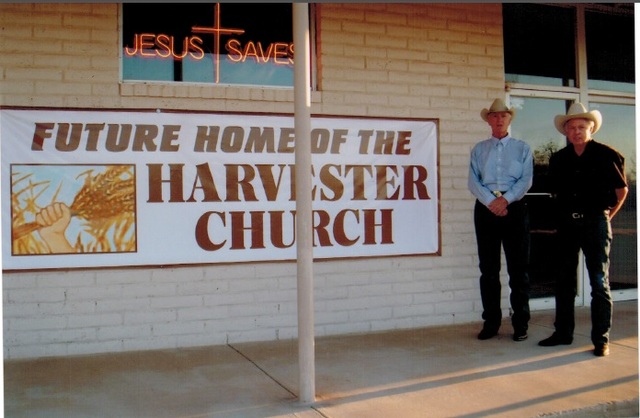 JESUS SAVES
FUTURE HOME OF THE
HARVESTER
CHURCH